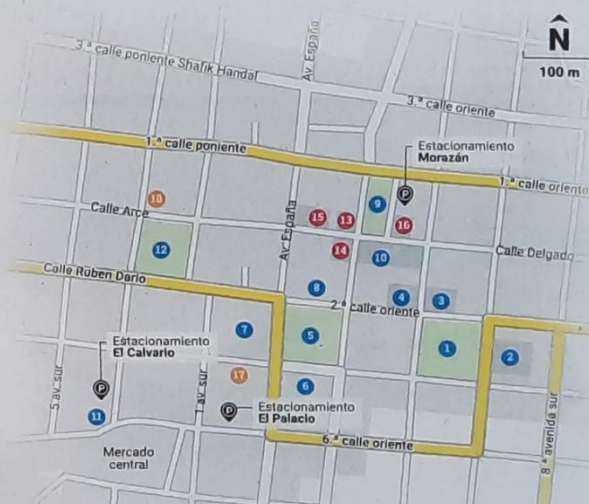 N
100 m
3.ª calle poniente Shafik Handal
Av. España
3.ª calle oriente
1.ª calle poniente
Estacionamiento
Morazán
P
1.ª calle oriente
18
Calle Arce
Av. España
15
13
9
16
12
14
10
Calle Delgado
Calle Rubén Darío
8
2.ª calle oriente
4
3
7
5
1
2
Estacionamiento
El Calvario
P
17
6
5 av. sur
1 av. sur
11
P
Estacionamiento
El Palacio
6.ª calle oriente
8.ª avenida sur
Mercado
central